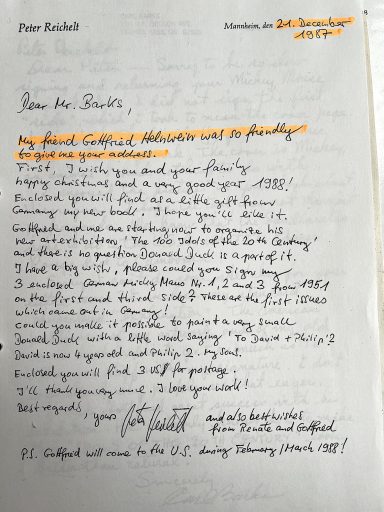 Peter Reichelt
Mannheim, den 21. December
1987
Dear Mr. Barks,
My friend Gottfried Helnwein was so friendly
to give me your address.
First, I wish you and your family
happy christmas and a very good year 1988!
Enclosed you will find as a little gift from
Germany my new book. I hope you'll like it.
Gottfried and me are starting now to organize his
new art exhibition 'The 100 Idols of the 20th Century'
and there is no question Donald Duck is a part of it.
I have a big wish, please could you sign my
3 enclosed German Micky Maus Nr. 1, 2 and 3 from 1951
on the first and third side? These are the first issues
which came out in Germany!
Could you make it possible to paint a very small
Donald Duck with a little word saying 'To David + Philip'?
David is now 4 years old and Philip 2. My sons.
Enclosed you will find 3 US$ for postage.
I'll thank you very much. I love your work!
Best regards,
yours Peter Reichelt and also best wishes
from Renate and Gottfried
P.S. Gottfried will come to the U.S. during February/March 1988!